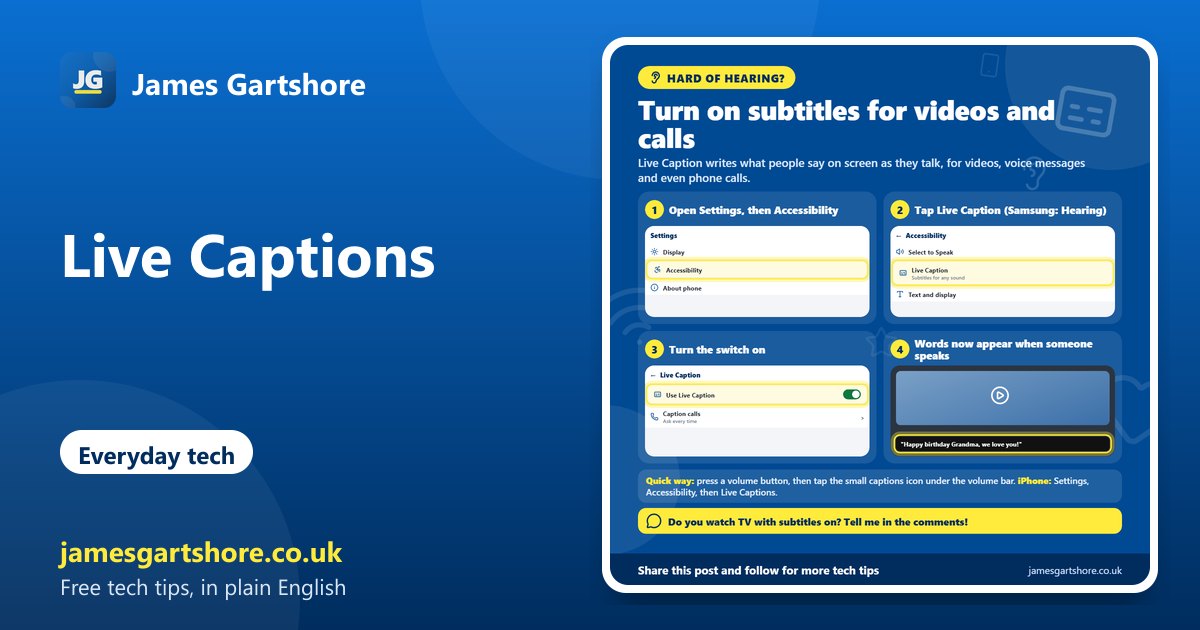 JG
James Gartshore
Live Captions
Everyday tech
jamesgartshore.co.uk
Free tech tips, in plain English
HARD OF HEARING?
Turn on subtitles for videos and
calls
Live Caption writes what people say on screen as they talk, for videos, voice messages
and even phone calls.
1 Open Settings, then Accessibility
Settings
Display
Accessibility
About phone
2 Tap Live Caption (Samsung: Hearing)
← Accessibility
Select to Speak
Live Caption
Subtitles for any sound
Text and display
3 Turn the switch on
← Live Caption
Use Live Caption
Caption calls
Ask every time
4 Words now appear when someone
speaks
"Happy birthday Grandma, we love you!"
Quick way: press a volume button, then tap the small captions icon under the volume bar. iPhone: Settings,
Accessibility, then Live Captions.
Do you watch TV with subtitles on? Tell me in the comments!
Share this post and follow for more tech tips
jamesgartshore.co.uk